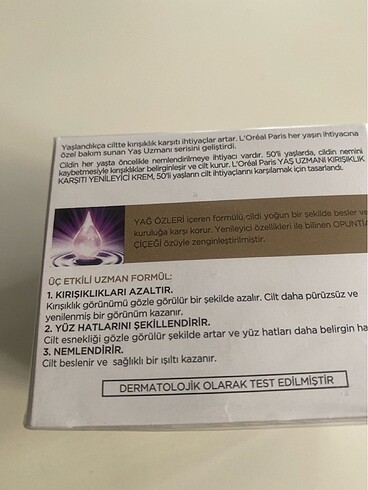 Yaşlandıkça ciltte kırışıklık karşıtı ihtiyaçlar artar. L'Oréal Paris her yaşın ihtiyacına
özel bakım sunan Yaş Uzmanı serisini geliştirdi.
Cildin her yaşta öncelikle nemlendirilmeye ihtiyacı vardır. 50'li yaşlarda, cildin nemini
kaybetmesiyle kırışıklıklar belirginleşir ve cilt kurur. L'Oréal Paris YAŞ UZMANI KIRIŞIKLIK
KARŞITI YENİLEYİCİ KREM, 50'li yaşların cilt ihtiyaçlarını karşılamak için tasarlandı.
YAĞ ÖZLERİ içeren formülü,cildi yoğun bir şekilde besler ve
kuruluğa karşı korur. Yenileyici özellikleri ile bilinen OPUNTIA
ÇİÇEĞİ özüyle zenginleştirilmiştir.
ÜÇ ETKİLİ UZMAN FORMÜL:
1. KIRIŞIKLIKLARI AZALTIR.
Kırışıklık görünümü gözle görülür bir şekilde azalır. Cilt daha pürüzsüz ve
yenilenmiş bir görünüm kazanır.
2. YÜZ HATLARINI ŞEKİLLENDİRİR.
Cilt esnekliği gözle görülür şekilde artar ve yüz hatları daha belirgin ha
3. NEMLENDİRİR.
Cilt beslenir ve sağlıklı bir ışıltı kazanır.
DERMATOLOJİK OLARAK TEST EDİLMİŞTİR